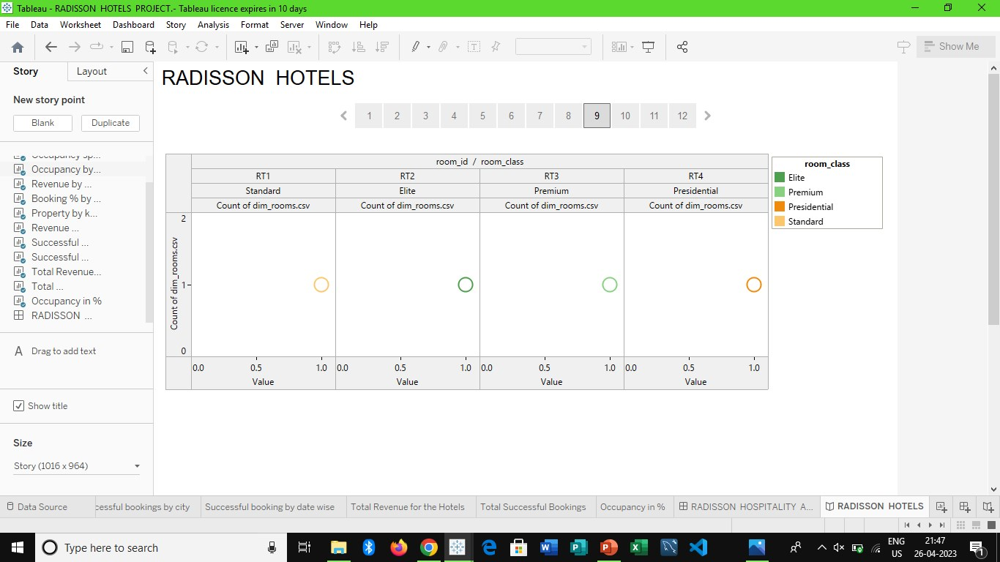 Tableau - RADISSON HOTELS PROJECT.- Tableau licence expires in 10 days
File Data Worksheet Dashboard Story Analysis Format Server Window Help
Show Me
Story Layout
New story point
Blank Duplicate
Occupancy sp...
Occupancy by...
Revenue by ...
Booking % by ...
Property by k...
Revenue ...
Successful ...
Successful ...
Total Revenue...
Total ...
Occupancy in %
RADISSON ...
A Drag to add text
Show title
Size
Story (1016 x 964)
RADISSON HOTELS
1 2 3 4 5 6 7 8 9 10 11 12
room_id / room_class
RT1 RT2 RT3 RT4
Standard Elite Premium Presidential
Count of dim_rooms.csv Count of dim_rooms.csv Count of dim_rooms.csv Count of dim_rooms.csv
Count of dim_rooms.csv
2
1
0
0.0 0.5 1.0 0.0 0.5 1.0 0.0 0.5 1.0 0.0 0.5 1.0
Value Value Value Value
room_class
Elite
Premium
Presidential
Standard
Data Source cessful bookings by city Successful booking by date wise Total Revenue for the Hotels Total Successful Bookings Occupancy in % RADISSON HOSPITALITY A... RADISSON HOTELS
Type here to search
ENG
US
21:47
26-04-2023
1